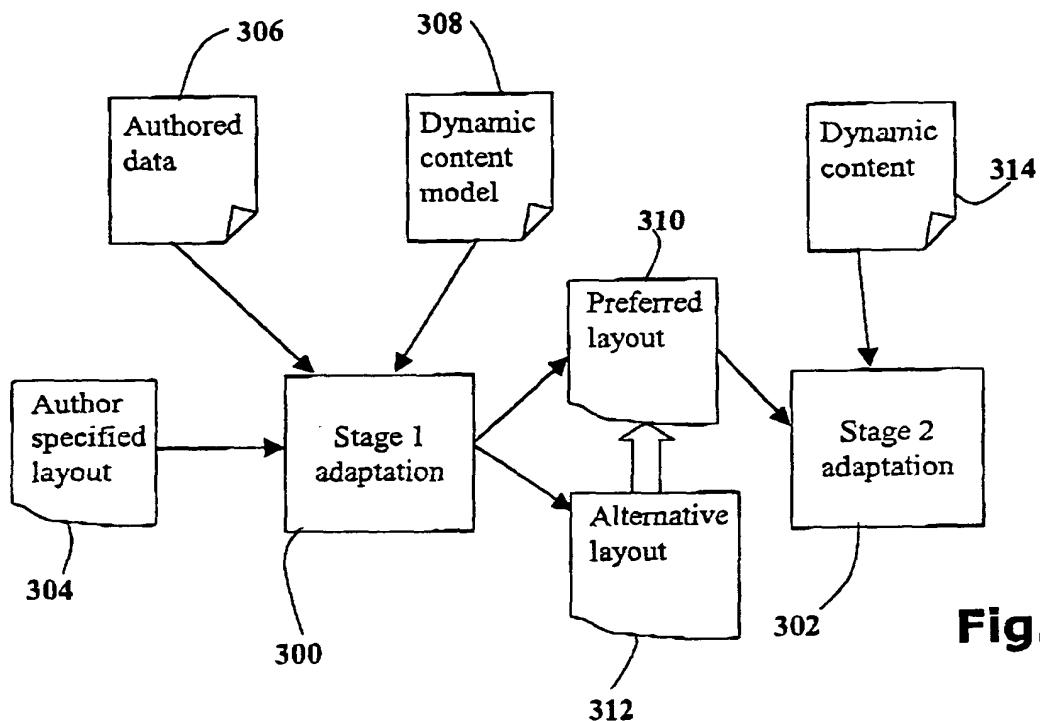 306
308
Authored
data
Dynamic
content
model
Dynamic
content
314
310
Preferred
layout
Author
specified
layout
Stage 1
adaptation
Stage 2
adaptation
Alternative
layout
304
300
302
312
Fig.